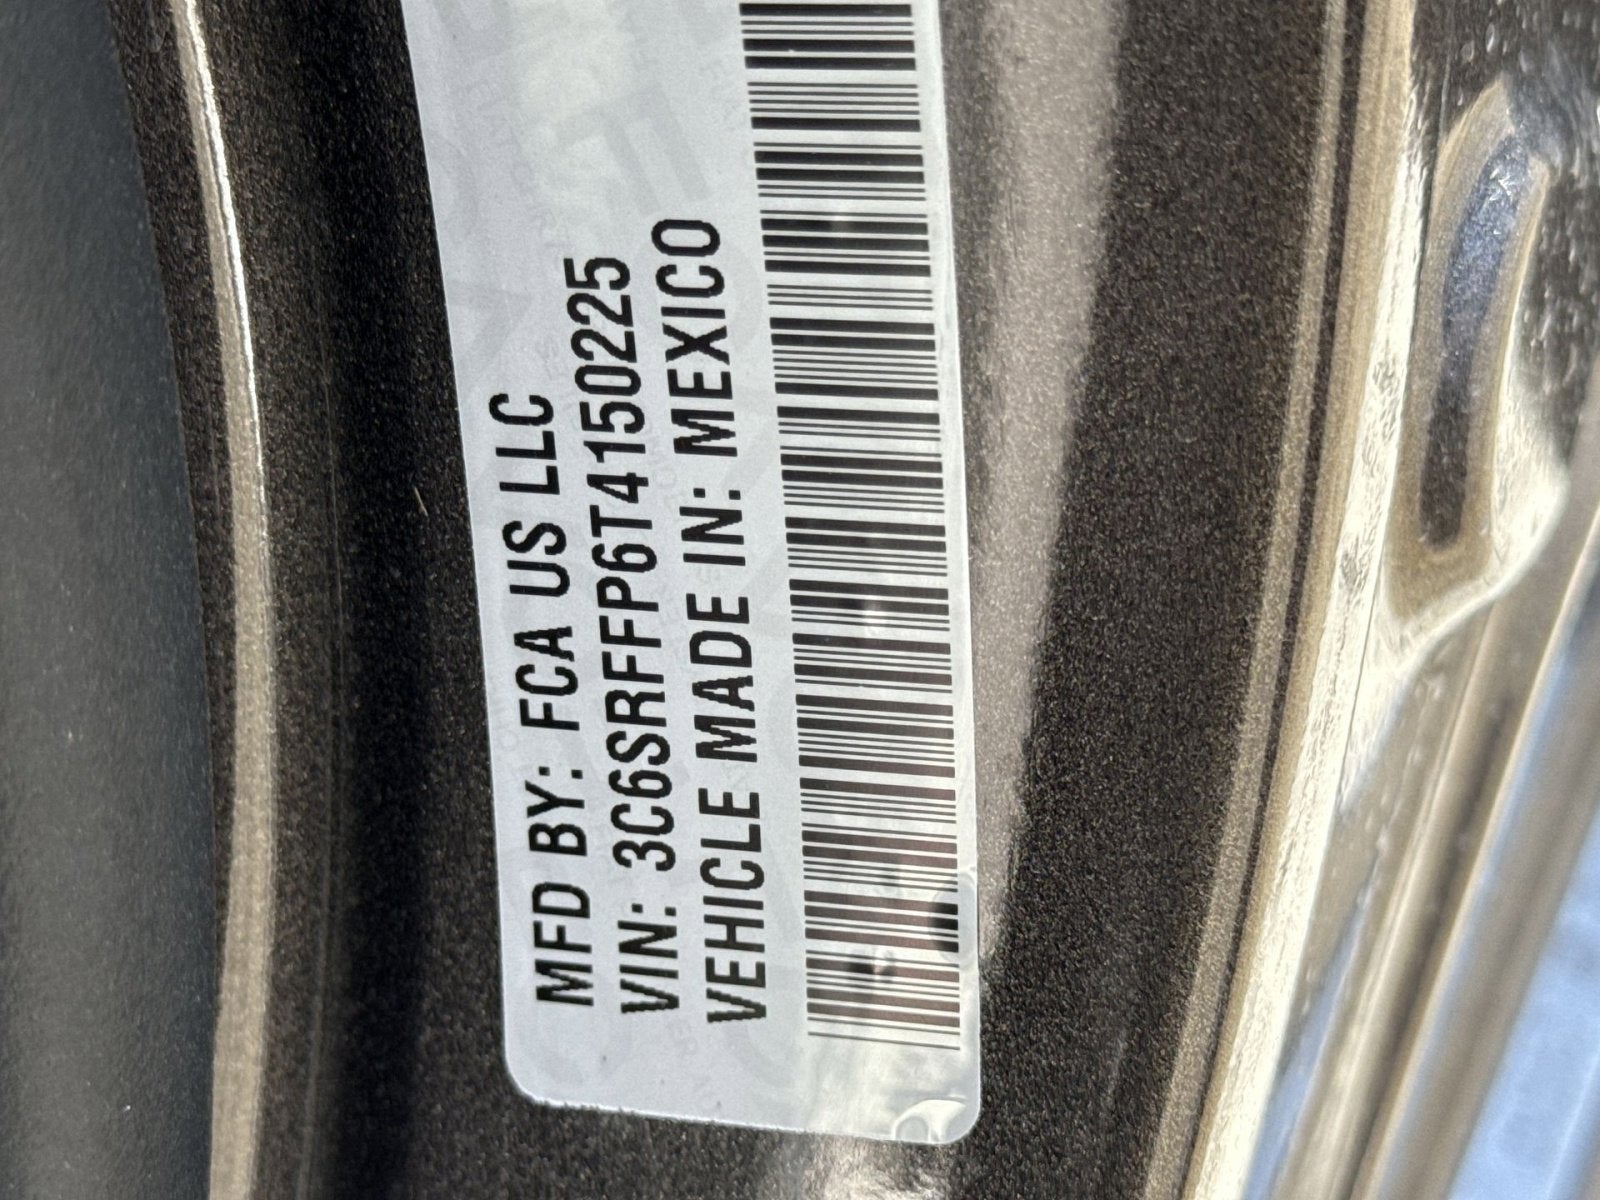 MFD BY: FCA US LLC
VIN: 3C6SRFFP6T4150225
VEHICLE MADE IN: MEXICO